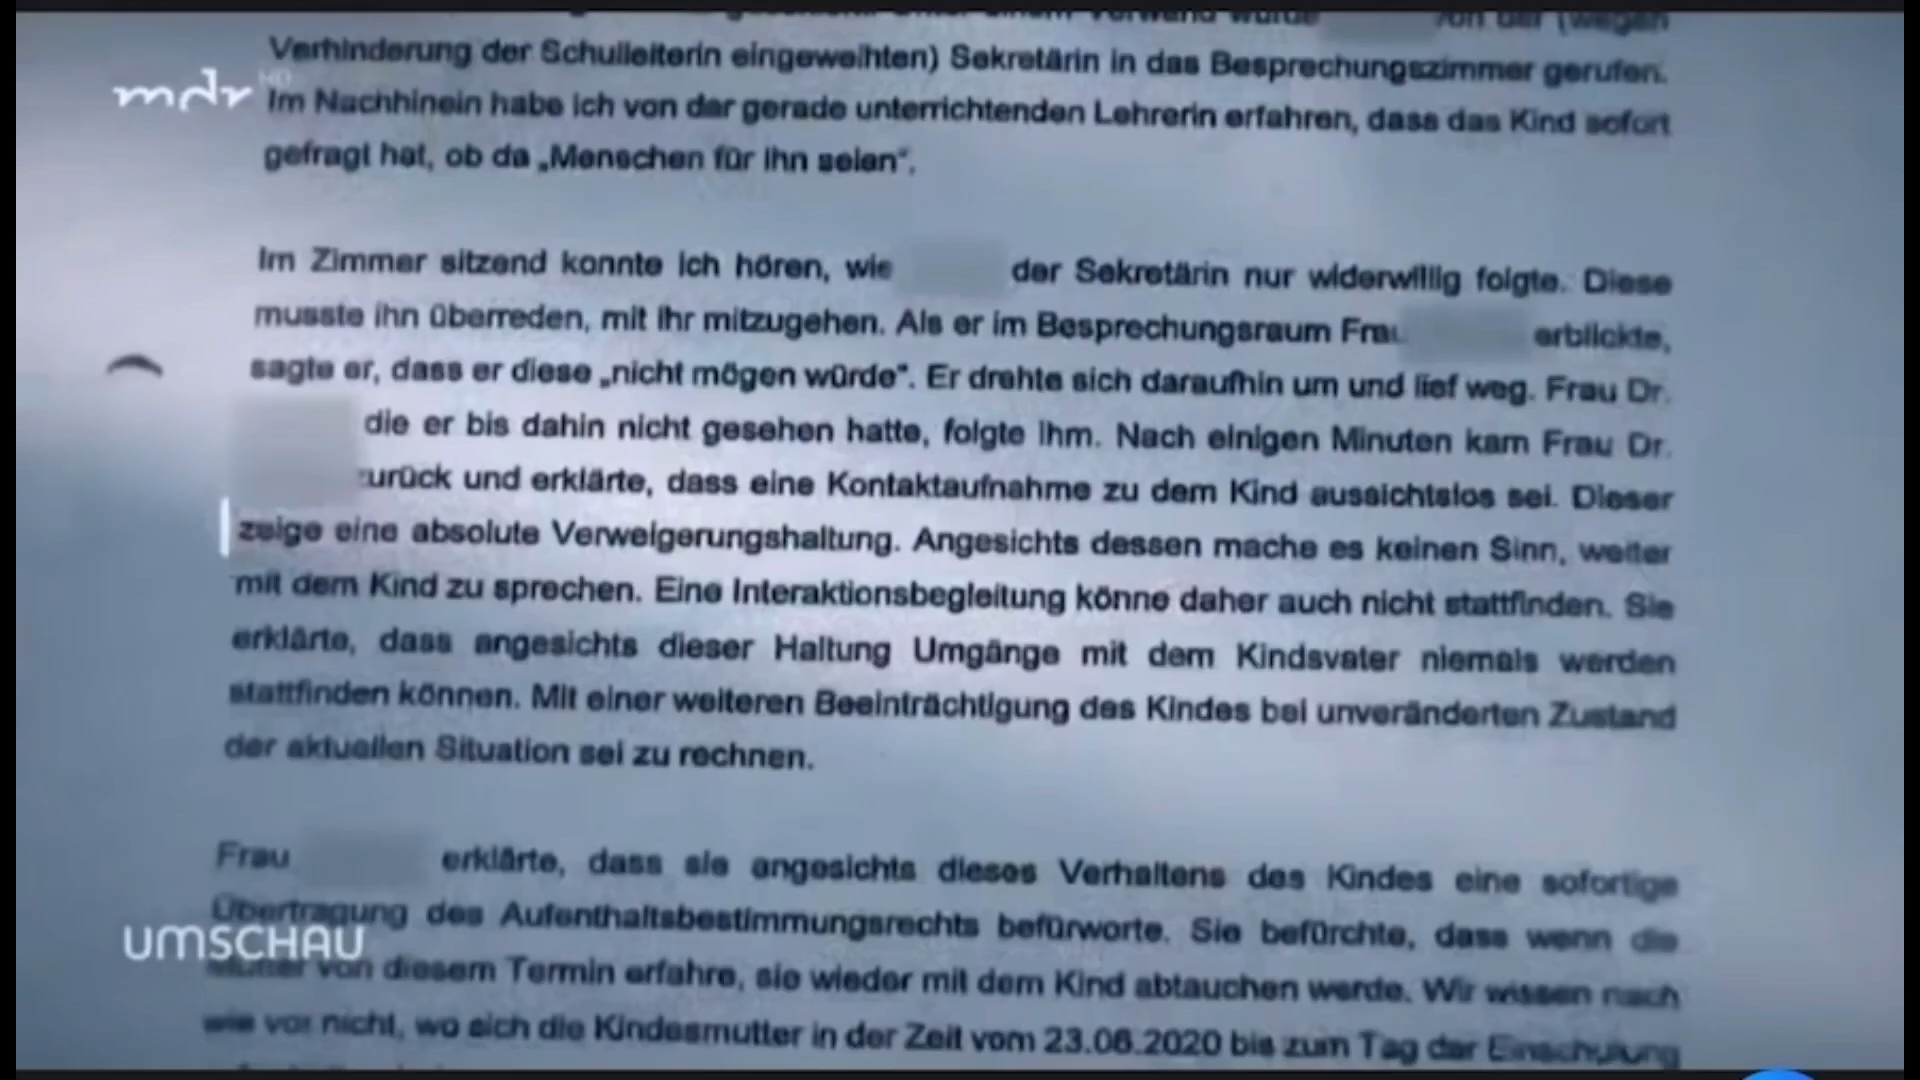 Verhinderung der Schulleiterin eingeweihten) Sekretärin in das Besprechungszimmer gerufen.
mdr HD
Im Nachhinein habe ich von der gerade unterrichtenden Lehrerin erfahren, dass das Kind sofort
gefragt hat, ob da „Menschen für ihn seien“.
Im Zimmer sitzend konnte ich hören, wie der Sekretärin nur widerwillig folgte. Diese
musste ihn überreden, mit ihr mitzugehen. Als er im Besprechungsraum Frau erblickte,
sagte er, dass er diese „nicht mögen würde“. Er drehte sich daraufhin um und lief weg. Frau Dr.
die er bis dahin nicht gesehen hatte, folgte ihm. Nach einigen Minuten kam Frau Dr.
zurück und erklärte, dass eine Kontaktaufnahme zu dem Kind aussichtslos sei. Dieser
zeige eine absolute Verweigerungshaltung. Angesichts dessen mache es keinen Sinn, weiter
mit dem Kind zu sprechen. Eine Interaktionsbegleitung könne daher auch nicht stattfinden. Sie
erklärte, dass angesichts dieser Haltung Umgänge mit dem Kindsvater niemals werden
stattfinden können. Mit einer weiteren Beeinträchtigung des Kindes bei unveränderten Zustand
der aktuellen Situation sei zu rechnen.
Frau erklärte, dass sie angesichts dieses Verhaltens des Kindes eine sofortige
Übertragung des Aufenthaltsbestimmungsrechts befürworte. Sie befürchte, dass wenn die
UMSCHAU
Mutter von diesem Termin erfahre, sie wieder mit dem Kind abtauchen werde. Wir wissen nach
wie vor nicht, wo sich die Kindesmutter in der Zeit vom 23.06.2020 bis zum Tag der Einschulung